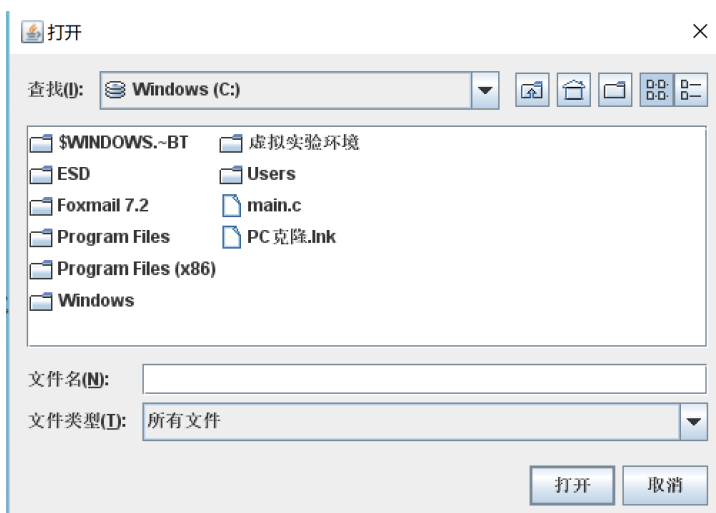 打开
查找(I): Windows (C:)
$WINDOWS.~BT 虚拟实验环境
ESD Users
Foxmail 7.2 main.c
Program Files PC克隆.lnk
Program Files (x86)
Windows
文件名(N):
文件类型(T): 所有文件
打开 取消